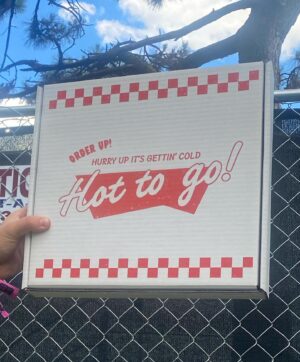 ORDER UP!
HURRY UP IT'S GETTIN' COLD
Hot to go!